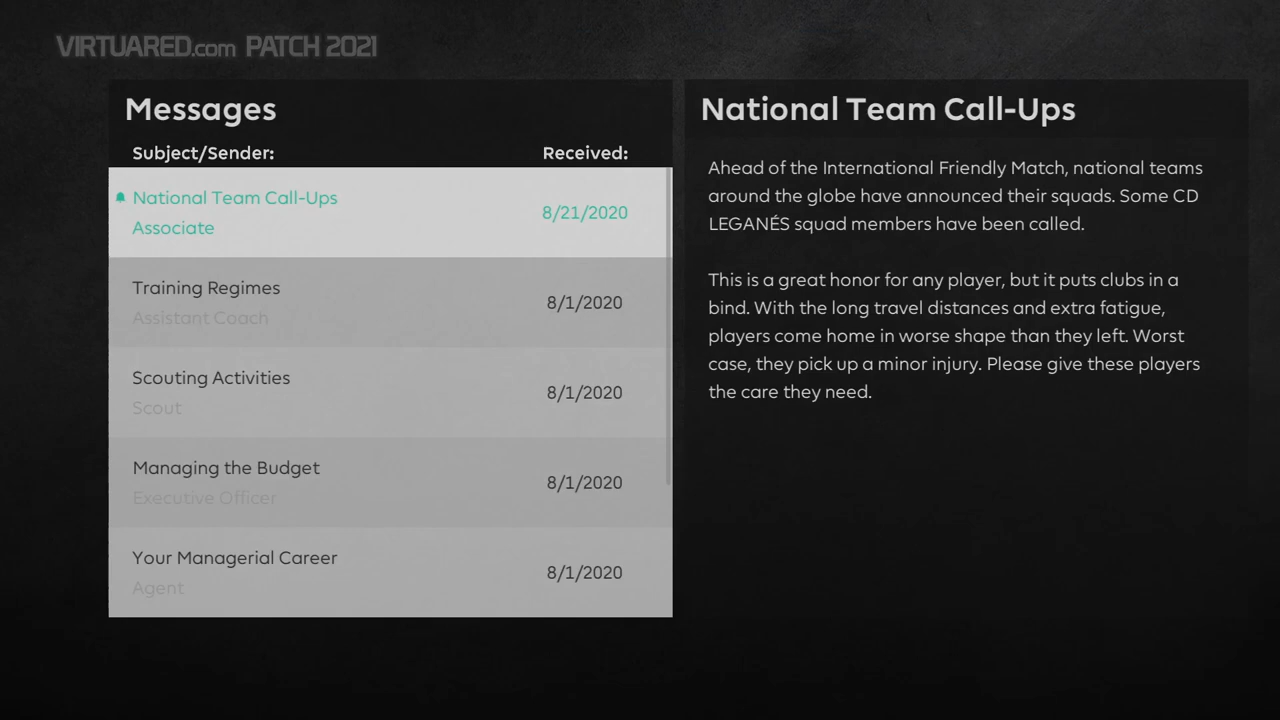 VIRTUARED.com PATCH 2021
Messages
Subject/Sender:
Received:
National Team Call-Ups
Associate
8/21/2020
Training Regimes
Assistant Coach
8/1/2020
Scouting Activities
Scout
8/1/2020
Managing the Budget
Executive Officer
8/1/2020
Your Managerial Career
Agent
8/1/2020
National Team Call-Ups
Ahead of the International Friendly Match, national teams
around the globe have announced their squads. Some CD
LEGANÉS squad members have been called.
This is a great honor for any player, but it puts clubs in a
bind. With the long travel distances and extra fatigue,
players come home in worse shape than they left. Worst
case, they pick up a minor injury. Please give these players
the care they need.